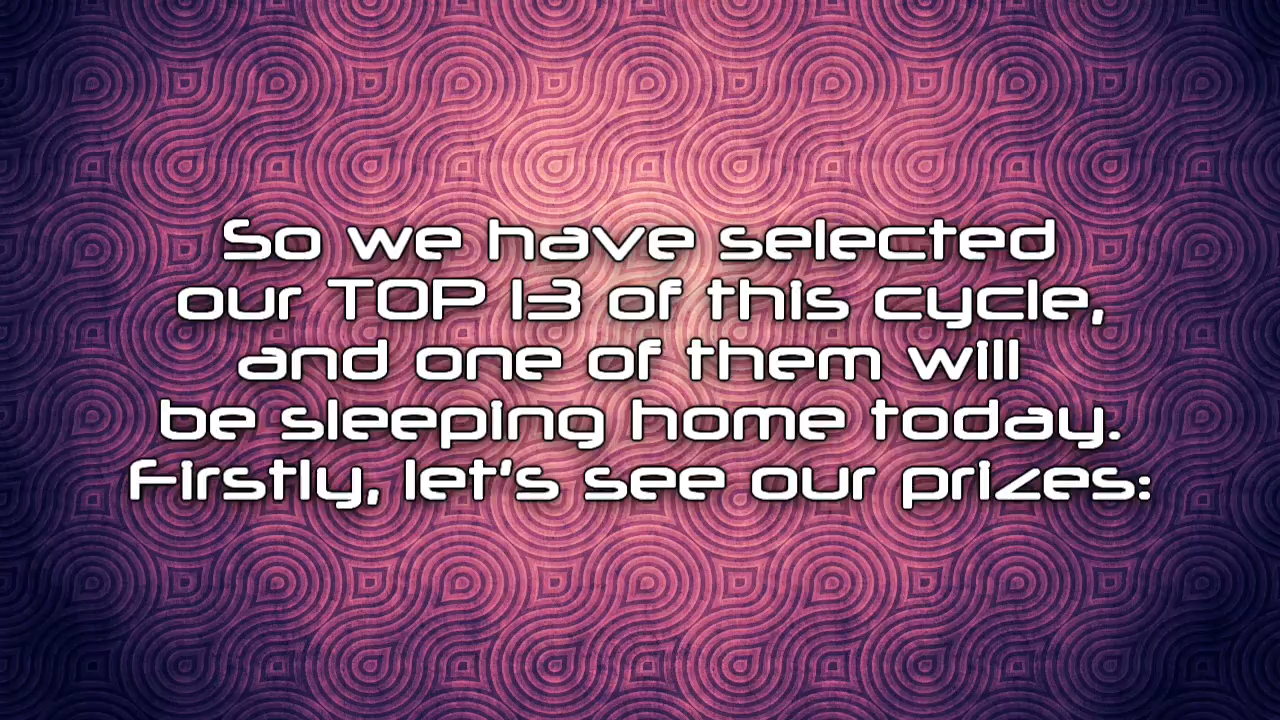 So we have selected
our TOP 13 of this cycle,
and one of them will
be sleeping home today.
Firstly, let's see our prizes: